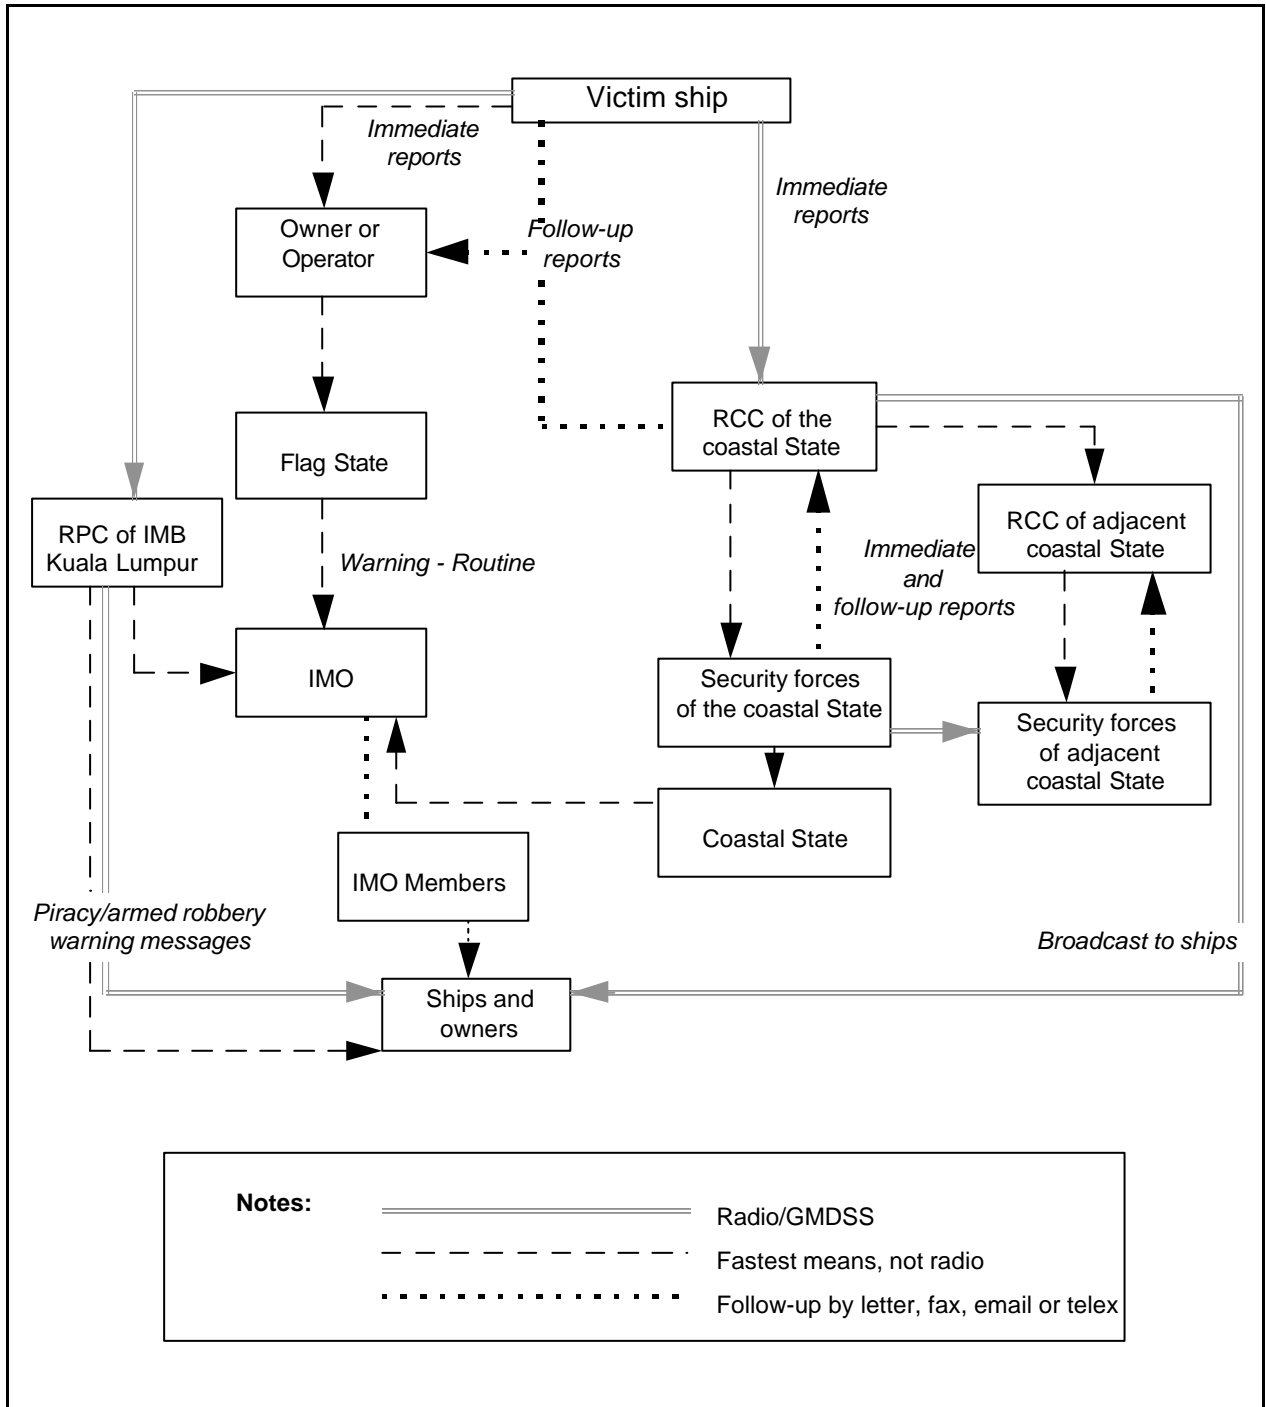 Victim ship
Immediate
reports
Immediate
reports
Owner or
Operator
Follow-up
reports
RCC of the
coastal State
Flag State
RPC of IMB
Kuala Lumpur
RCC of adjacent
coastal State
Warning - Routine
Immediate
and
follow-up reports
IMO
Security forces
of the coastal State
Security forces
of adjacent
coastal State
Coastal State
IMO Members
Piracy/armed robbery
warning messages
Broadcast to ships
Ships and
owners
Notes:
Radio/GMDSS
Fastest means, not radio
Follow-up by letter, fax, email or telex